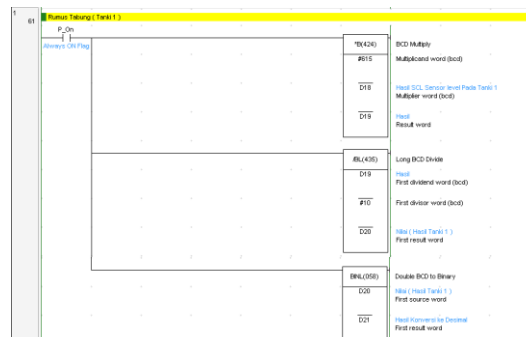 1
61
Rumus Tabung ( Tanki 1 )
P_On
Always ON Flag
*B(424)
BCD Multiply
#615
Multiplicand word (bcd)
D18
Hasil SCL Sensor level Pada Tanki 1
Multiplier word (bcd)
D19
Hasil
Result word
/BL(435)
Long BCD Divide
D19
Hasil
First dividend word (bcd)
#10
First divisor word (bcd)
D20
Nilai ( Hasil Tanki 1 )
First result word
BINL(058)
Double BCD to Binary
D20
Nilai ( Hasil Tanki 1 )
First source word
D21
Hasil Konversi ke Desimal
First result word